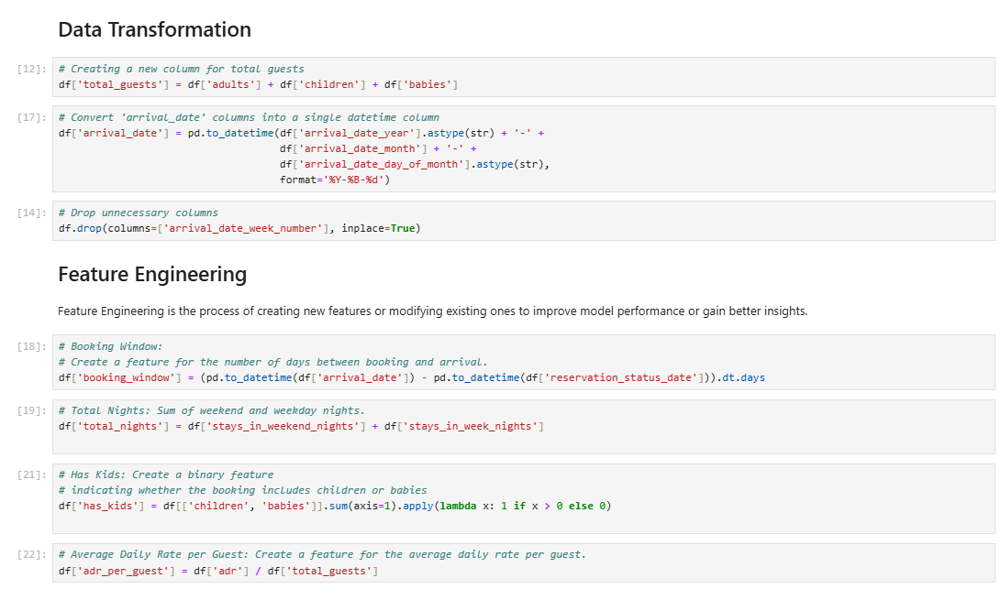 Data Transformation
[12]:
# Creating a new column for total guests
df['total_guests'] = df['adults'] + df['children'] + df['babies']
[17]:
# Convert 'arrival_date' columns into a single datetime column
df['arrival_date'] = pd.to_datetime(df['arrival_date_year'].astype(str) + '-' +
df['arrival_date_month'] + '-' +
df['arrival_date_day_of_month'].astype(str),
format='%Y-%B-%d')
[14]:
# Drop unnecessary columns
df.drop(columns=['arrival_date_week_number'], inplace=True)
Feature Engineering
Feature Engineering is the process of creating new features or modifying existing ones to improve model performance or gain better insights.
[18]:
# Booking Window:
# Create a feature for the number of days between booking and arrival.
df['booking_window'] = (pd.to_datetime(df['arrival_date']) - pd.to_datetime(df['reservation_status_date'])).dt.days
[19]:
# Total Nights: Sum of weekend and weekday nights.
df['total_nights'] = df['stays_in_weekend_nights'] + df['stays_in_week_nights']
[21]:
# Has Kids: Create a binary feature
# indicating whether the booking includes children or babies
df['has_kids'] = df[['children', 'babies']].sum(axis=1).apply(lambda x: 1 if x > 0 else 0)
[22]:
# Average Daily Rate per Guest: Create a feature for the average daily rate per guest.
df['adr_per_guest'] = df['adr'] / df['total_guests']